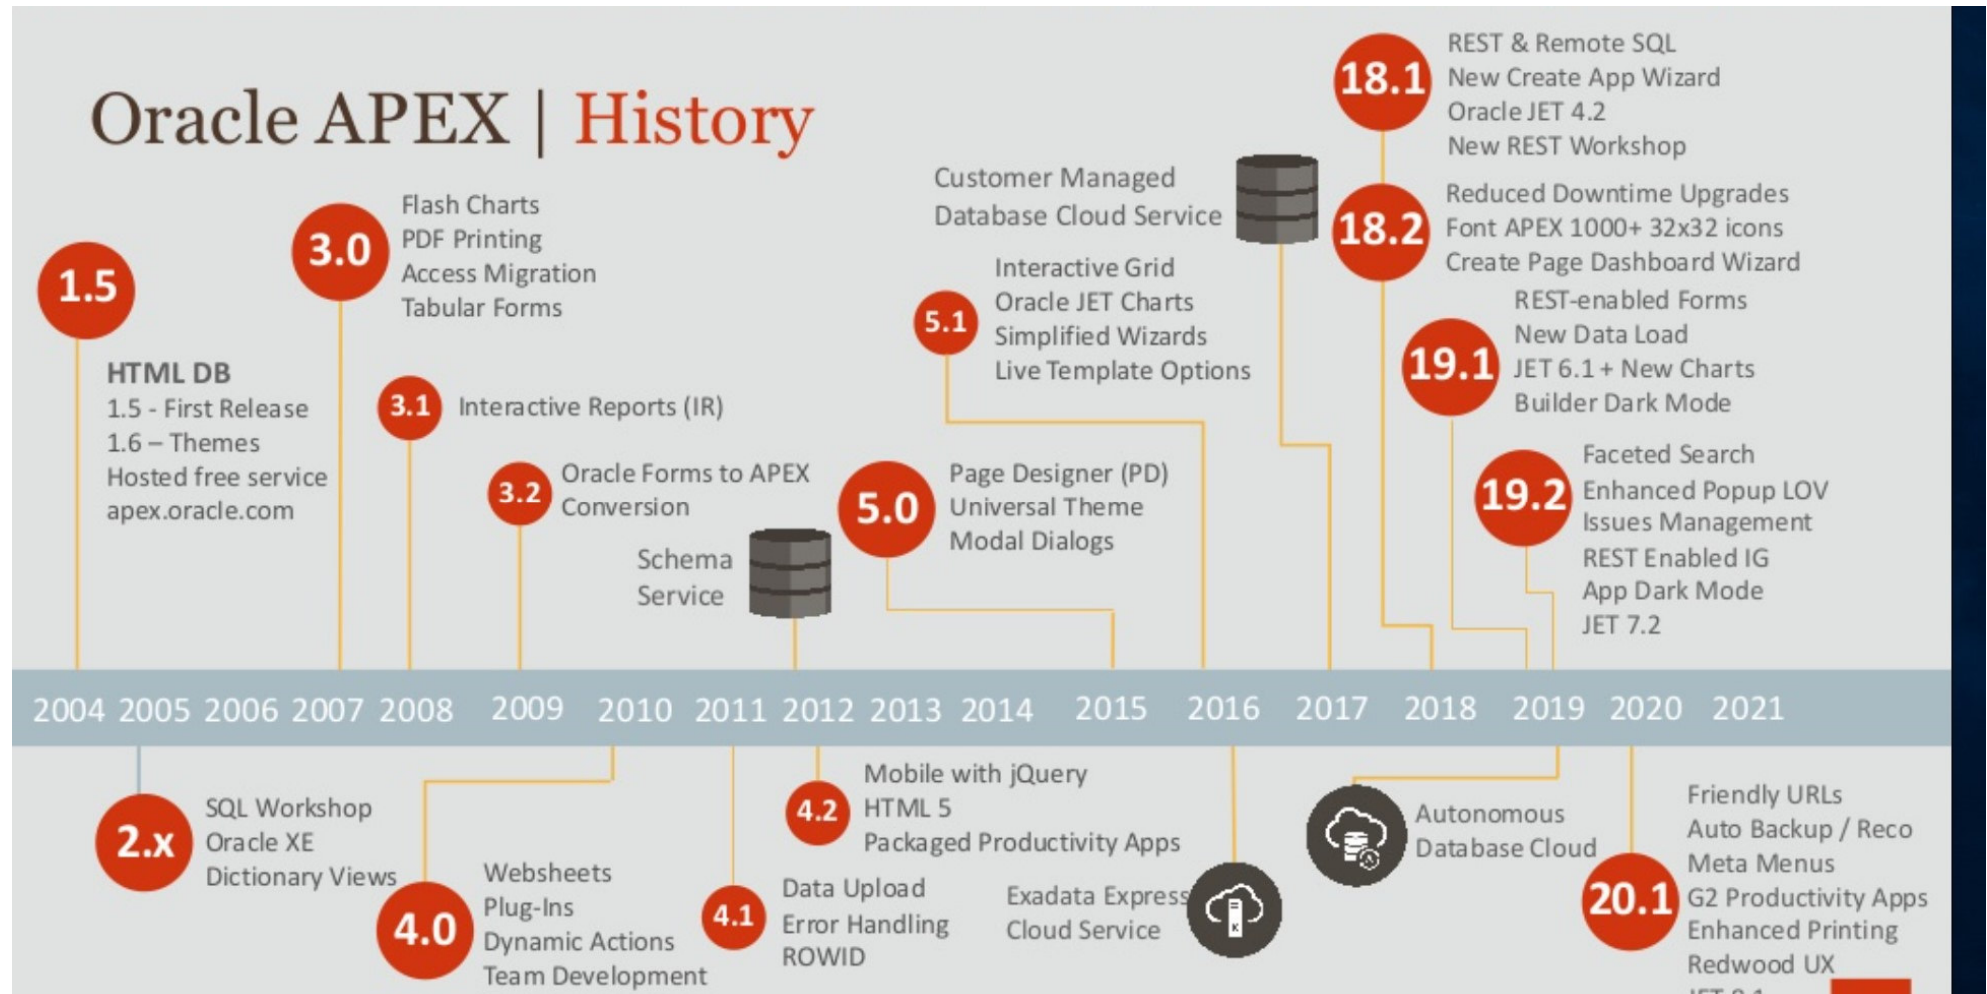 Oracle APEX | History
1.5
HTML DB
1.5 - First Release
1.6 – Themes
Hosted free service
apex.oracle.com
3.0
Flash Charts
PDF Printing
Access Migration
Tabular Forms
3.1
Interactive Reports (IR)
3.2
Oracle Forms to APEX
Conversion
Schema
Service
5.0
Page Designer (PD)
Universal Theme
Modal Dialogs
5.1
Interactive Grid
Oracle JET Charts
Simplified Wizards
Live Template Options
Customer Managed
Database Cloud Service
18.1
REST & Remote SQL
New Create App Wizard
Oracle JET 4.2
New REST Workshop
18.2
Reduced Downtime Upgrades
Font APEX 1000+ 32x32 icons
Create Page Dashboard Wizard
19.1
REST-enabled Forms
New Data Load
JET 6.1 + New Charts
Builder Dark Mode
19.2
Faceted Search
Enhanced Popup LOV
Issues Management
REST Enabled IG
App Dark Mode
JET 7.2
2004 2005 2006 2007 2008 2009 2010 2011 2012 2013 2014 2015 2016 2017 2018 2019 2020 2021
2.x
SQL Workshop
Oracle XE
Dictionary Views
4.0
Websheets
Plug-Ins
Dynamic Actions
Team Development
4.1
Data Upload
Error Handling
ROWID
4.2
Mobile with jQuery
HTML 5
Packaged Productivity Apps
Exadata Express
Cloud Service
K
Autonomous
Database Cloud
20.1
Friendly URLs
Auto Backup / Reco
Meta Menus
G2 Productivity Apps
Enhanced Printing
Redwood UX